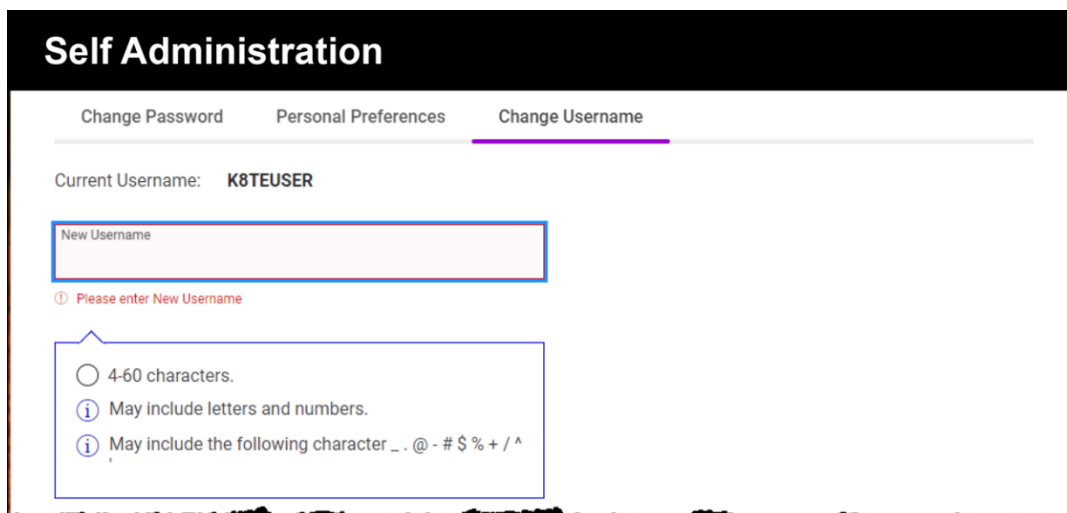 Self Administration
Change Password Personal Preferences Change Username
Current Username: K8TEUSER
New Username
Please enter New Username
4-60 characters.
i May include letters and numbers.
i May include the following character _ . @ - # $ % + / ^
'